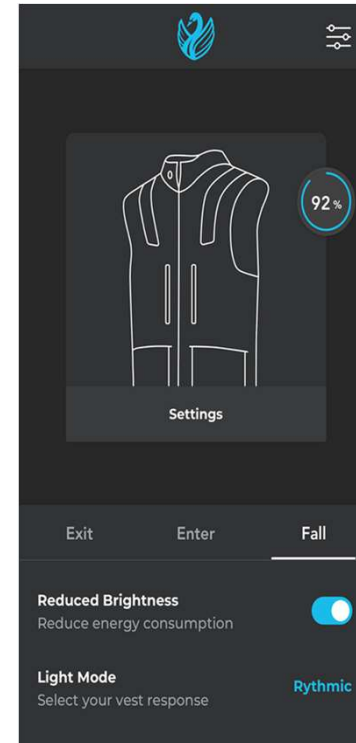 92 %
Settings
Exit Enter Fall
Reduced Brightness
Reduce energy consumption
Light Mode
Rythmic
Select your vest response